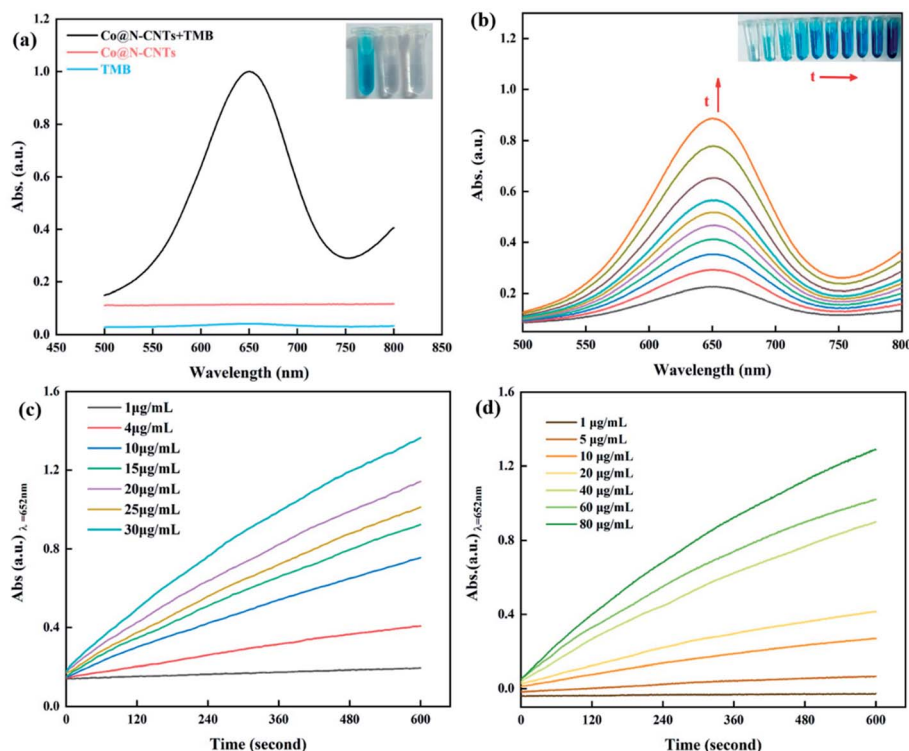 (a)
Co@N-CNTs+TMB
Co@N-CNTs
TMB
1.2
1.0
0.8
0.6
0.4
0.2
0.0
Abs. (a.u.)
450 500 550 600 650 700 750 800 850
Wavelength (nm)
(b)
t
t
1.2
1.0
0.8
0.6
0.4
0.2
Abs. (a.u.)
500 550 600 650 700 750 800
Wavelength (nm)
(c)
1μg/mL
4μg/mL
10μg/mL
15μg/mL
20μg/mL
25μg/mL
30μg/mL
1.6
1.2
0.8
0.4
0.0
Abs (a.u.) λ =652nm
0 120 240 360 480 600
Time (second)
(d)
1 μg/mL
5 μg/mL
10 μg/mL
20 μg/mL
40 μg/mL
60 μg/mL
80 μg/mL
1.6
1.2
0.8
0.4
0.0
Abs.(a.u.) λ=652nm
0 120 240 360 480 600
Time (second)